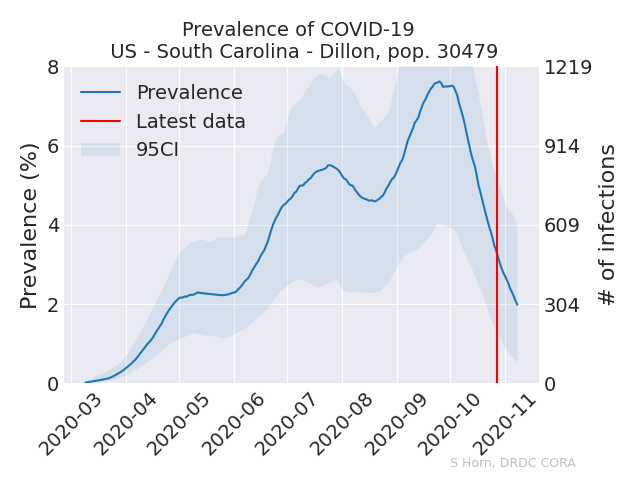 Prevalence of COVID-19
US - South Carolina - Dillon, pop. 30479
Prevalence (%)
8
6
4
2
0
Prevalence
Latest data
95CI
1219
914
609
304
0
# of infections
2020-03
2020-04
2020-05
2020-06
2020-07
2020-08
2020-09
2020-10
2020-11
S Horn, DRDC CORA